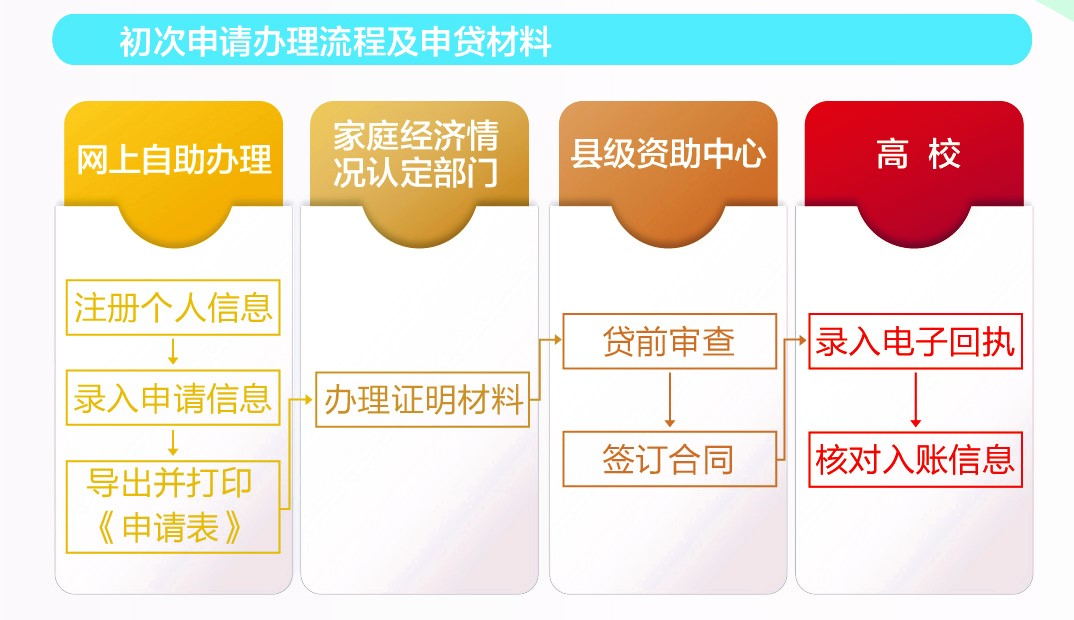 初次申请办理流程及申贷材料
网上自助办理
注册个人信息
录入申请信息
导出并打印
《申请表》
家庭经济情
况认定部门
办理证明材料
县级资助中心
贷前审查
签订合同
高 校
录入电子回执
核对入账信息